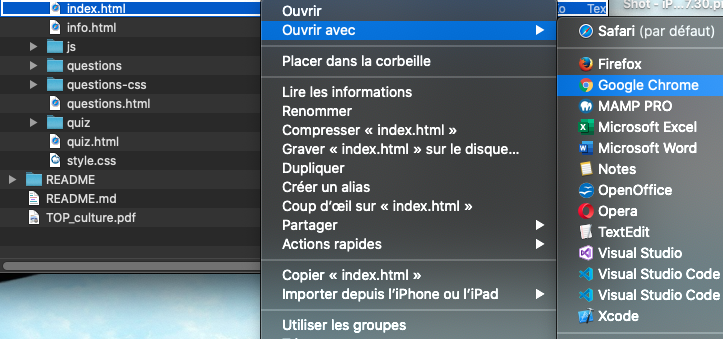 index.html
info.html
js
questions
questions-css
questions.html
quiz
quiz.html
style.css
README
README.md
TOP_culture.pdf
Ouvrir
Ouvrir avec
Placer dans la corbeille
Lire les informations
Renommer
Compresser « index.html »
Graver « index.html » sur le disque...
Dupliquer
Créer un alias
Coup d’œil sur « index.html »
Partager
Actions rapides
Copier « index.html »
Importer depuis l’iPhone ou l’iPad
Utiliser les groupes
o Tex
Shot - iP...7.30.p
Safari (par défaut)
Firefox
Google Chrome
MAMP PRO
Microsoft Excel
Microsoft Word
Notes
OpenOffice
Opera
TextEdit
Visual Studio
Visual Studio Code
Visual Studio Code
Xcode